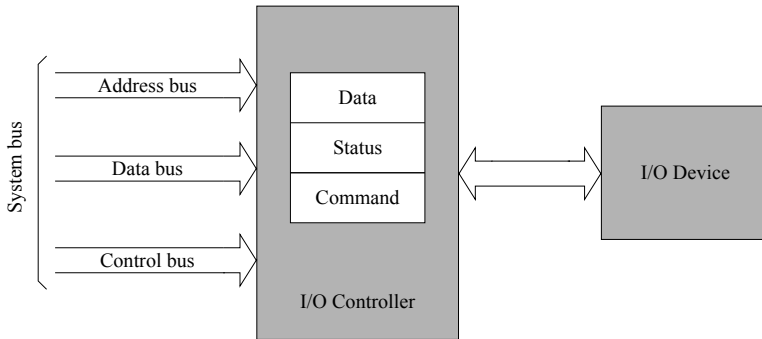 System bus
Address bus
Data bus
Control bus
Data
Status
Command
I/O Controller
I/O Device